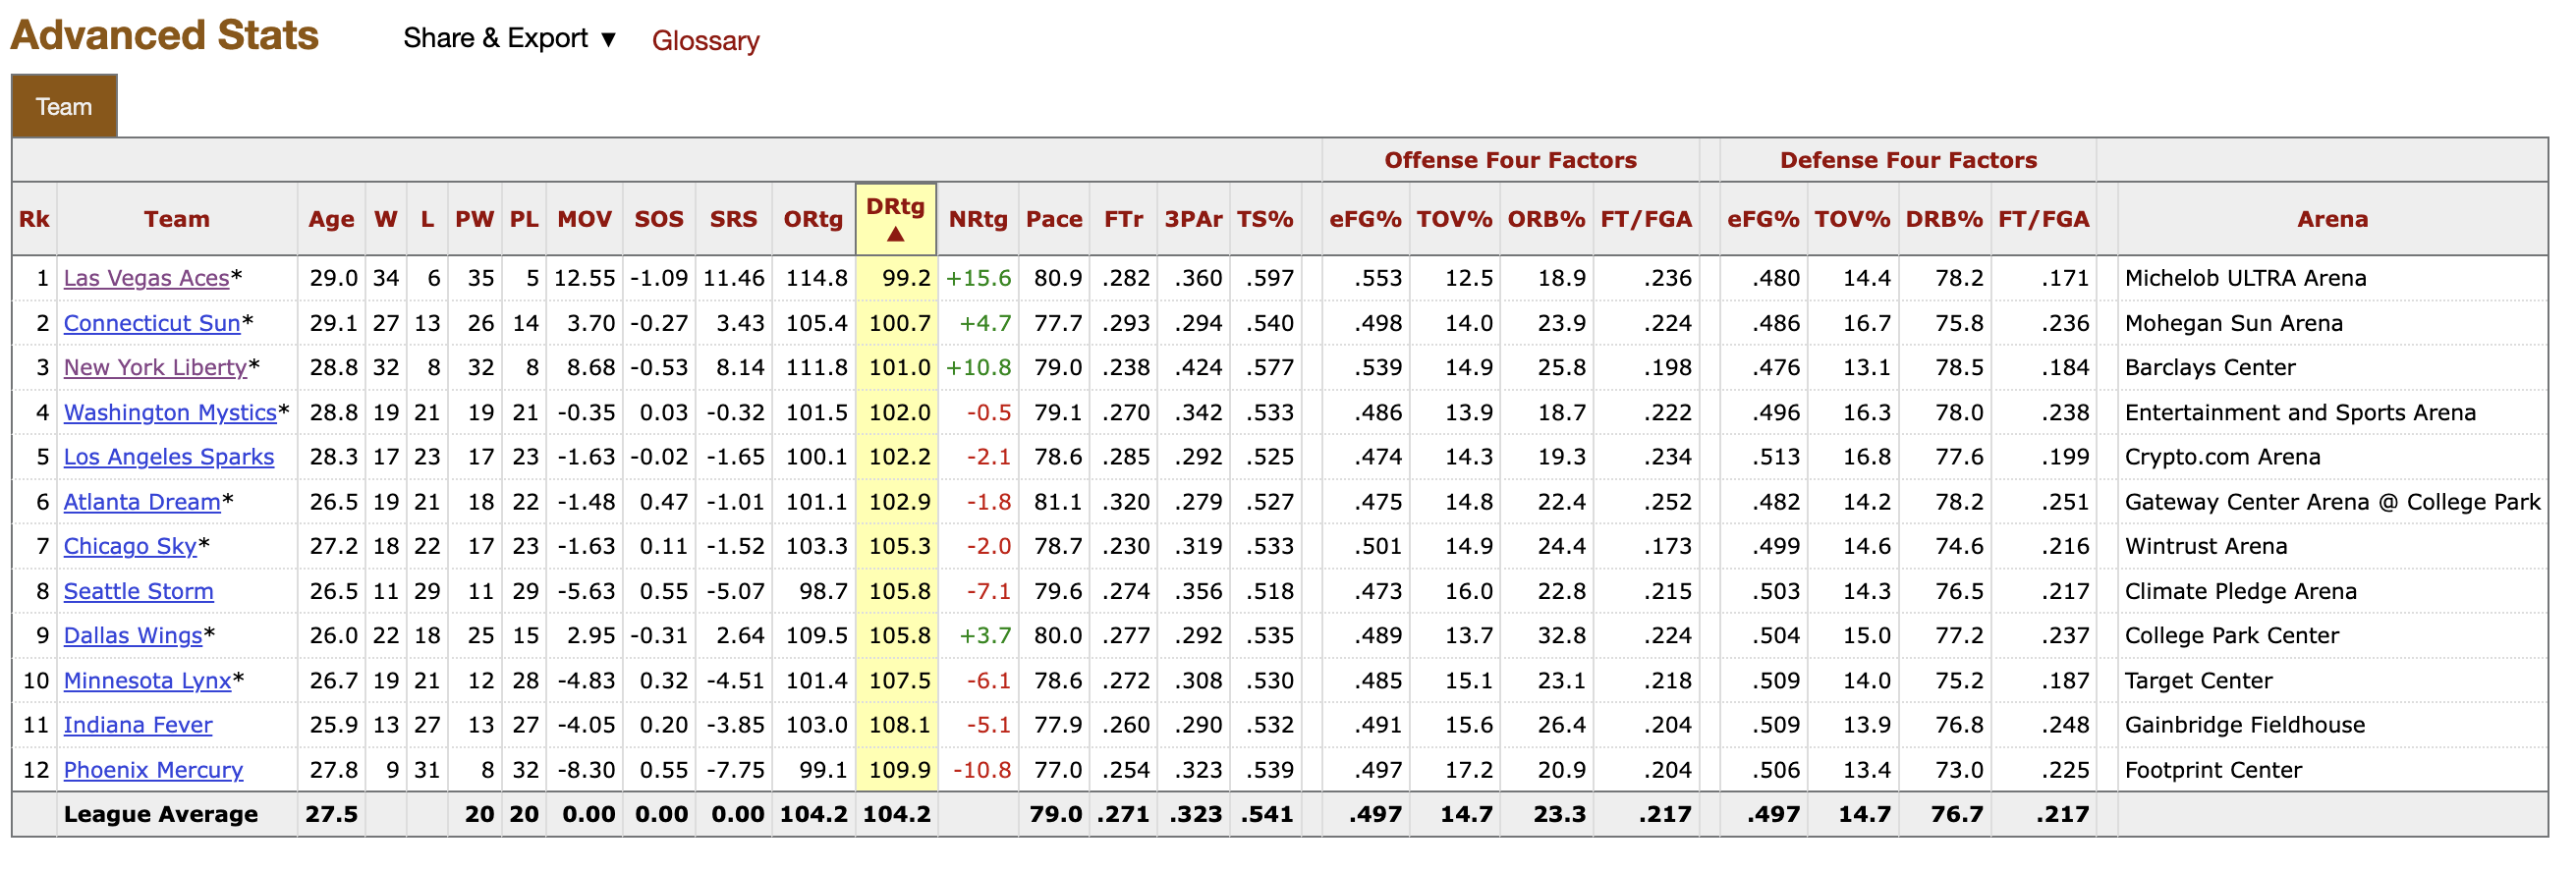 Advanced Stats Share & Export ▼ Glossary
Team
Offense Four Factors Defense Four Factors
Rk Team Age W L PW PL MOV SOS SRS ORtg DRtg ▲ NRtg Pace FTr 3PAr TS% eFG% TOV% ORB% FT/FGA eFG% TOV% DRB% FT/FGA Arena
1 Las Vegas Aces* 29.0 34 6 35 5 12.55 -1.09 11.46 114.8 99.2 +15.6 80.9 .282 .360 .597 .553 12.5 18.9 .236 .480 14.4 78.2 .171 Michelob ULTRA Arena
2 Connecticut Sun* 29.1 27 13 26 14 3.70 -0.27 3.43 105.4 100.7 +4.7 77.7 .293 .294 .540 .498 14.0 23.9 .224 .486 16.7 75.8 .236 Mohegan Sun Arena
3 New York Liberty* 28.8 32 8 32 8 8.68 -0.53 8.14 111.8 101.0 +10.8 79.0 .238 .424 .577 .539 14.9 25.8 .198 .476 13.1 78.5 .184 Barclays Center
4 Washington Mystics* 28.8 19 21 19 21 -0.35 0.03 -0.32 101.5 102.0 -0.5 79.1 .270 .342 .533 .486 13.9 18.7 .222 .496 16.3 78.0 .238 Entertainment and Sports Arena
5 Los Angeles Sparks 28.3 17 23 17 23 -1.63 -0.02 -1.65 100.1 102.2 -2.1 78.6 .285 .292 .525 .474 14.3 19.3 .234 .513 16.8 77.6 .199 Crypto.com Arena
6 Atlanta Dream* 26.5 19 21 18 22 -1.48 0.47 -1.01 101.1 102.9 -1.8 81.1 .320 .279 .527 .475 14.8 22.4 .252 .482 14.2 78.2 .251 Gateway Center Arena @ College Park
7 Chicago Sky* 27.2 18 22 17 23 -1.63 0.11 -1.52 103.3 105.3 -2.0 78.7 .230 .319 .533 .501 14.9 24.4 .173 .499 14.6 74.6 .216 Wintrust Arena
8 Seattle Storm 26.5 11 29 11 29 -5.63 0.55 -5.07 98.7 105.8 -7.1 79.6 .274 .356 .518 .473 16.0 22.8 .215 .503 14.3 76.5 .217 Climate Pledge Arena
9 Dallas Wings* 26.0 22 18 25 15 2.95 -0.31 2.64 109.5 105.8 +3.7 80.0 .277 .292 .535 .489 13.7 32.8 .224 .504 15.0 77.2 .237 College Park Center
10 Minnesota Lynx* 26.7 19 21 12 28 -4.83 0.32 -4.51 101.4 107.5 -6.1 78.6 .272 .308 .530 .485 15.1 23.1 .218 .509 14.0 75.2 .187 Target Center
11 Indiana Fever 25.9 13 27 13 27 -4.05 0.20 -3.85 103.0 108.1 -5.1 77.9 .260 .290 .532 .491 15.6 26.4 .204 .509 13.9 76.8 .248 Gainbridge Fieldhouse
12 Phoenix Mercury 27.8 9 31 8 32 -8.30 0.55 -7.75 99.1 109.9 -10.8 77.0 .254 .323 .539 .497 17.2 20.9 .204 .506 13.4 73.0 .225 Footprint Center
League Average 27.5 20 20 0.00 0.00 0.00 104.2 104.2 79.0 .271 .323 .541 .497 14.7 23.3 .217 .497 14.7 76.7 .217